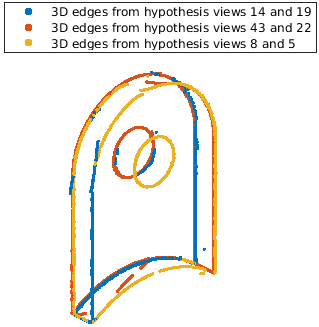 3D edges from hypothesis views 14 and 19
3D edges from hypothesis views 43 and 22
3D edges from hypothesis views 8 and 5